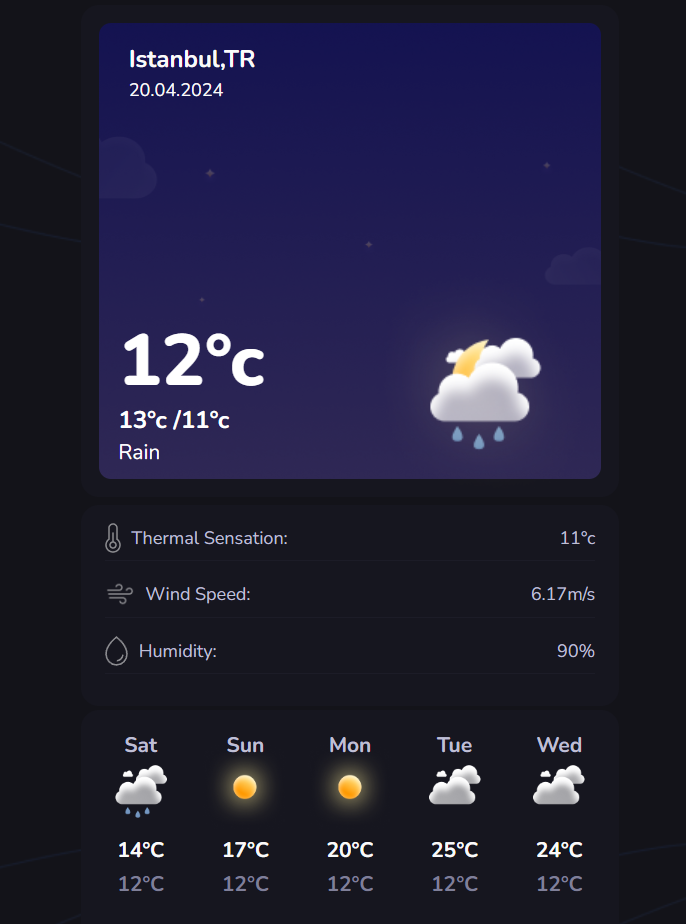 Istanbul,TR
20.04.2024
12°c
13°c /11°c
Rain
Thermal Sensation: 11°c
Wind Speed: 6.17m/s
Humidity: 90%
Sat Sun Mon Tue Wed
14°C 17°C 20°C 25°C 24°C
12°C 12°C 12°C 12°C 12°C